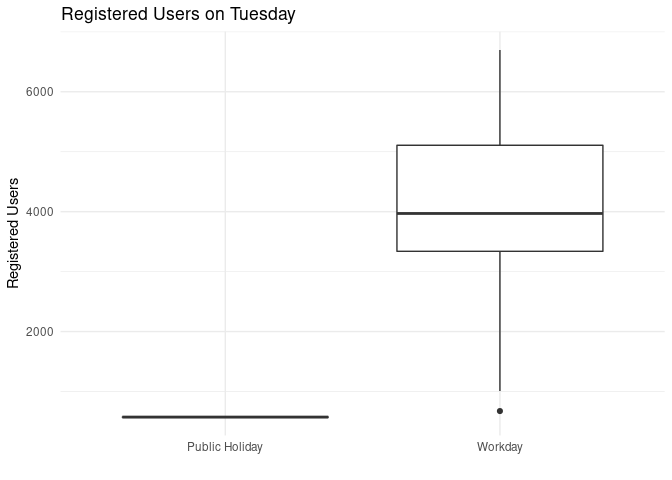 Registered Users on Tuesday
Registered Users
6000
4000
2000
Public Holiday
Workday